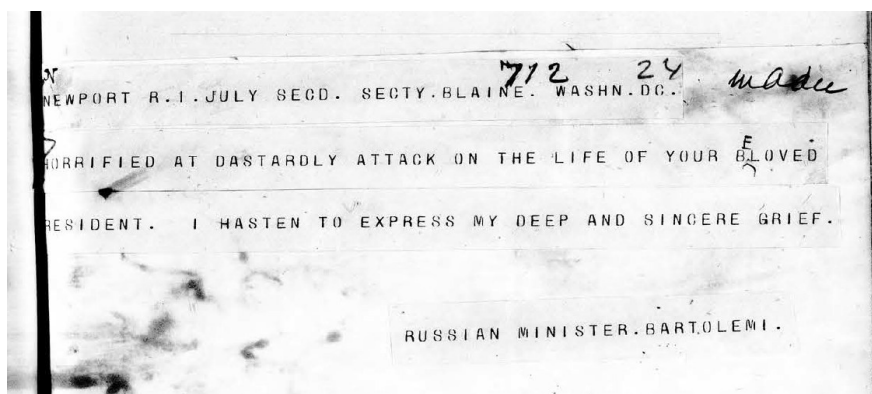 712 24
NEWPORT R.I.JULY SECD. SECTY.BLAINE. WASHN.DC.
HORRIFIED AT DASTARDLY ATTACK ON THE LIFE OF YOUR BELOVED
RESIDENT. I HASTEN TO EXPRESS MY DEEP AND SINCERE GRIEF.
RUSSIAN MINISTER.BARTOLEMI.